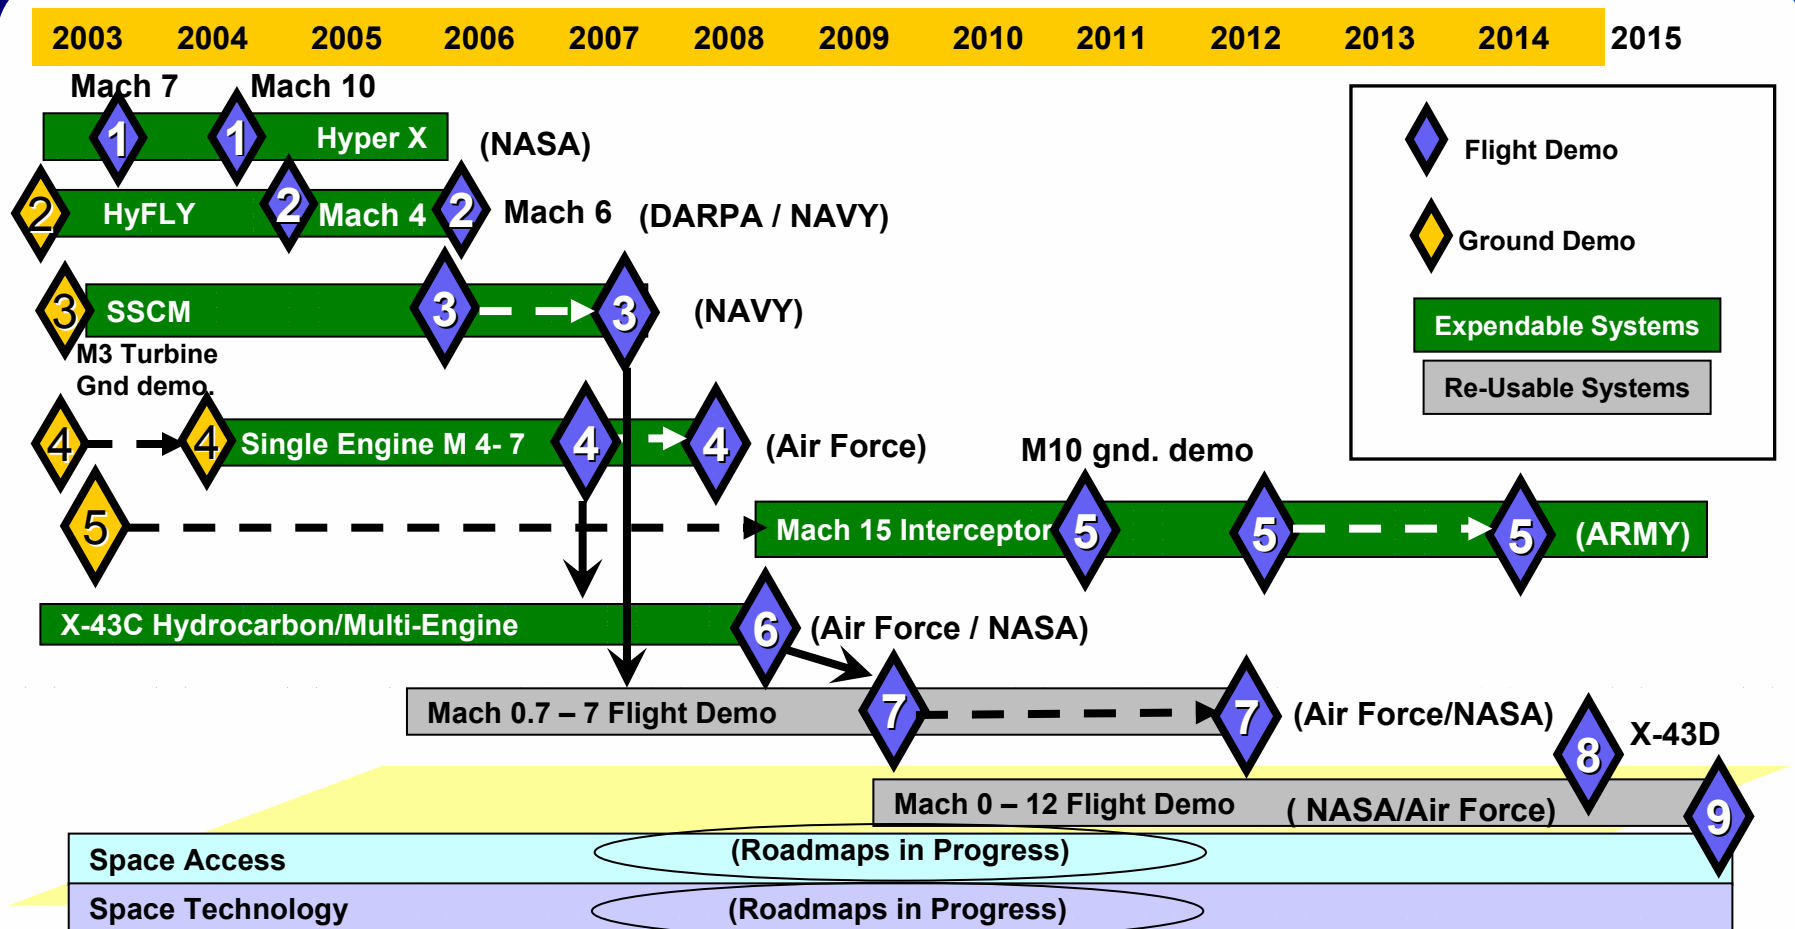 2003 2004 2005 2006 2007 2008 2009 2010 2011 2012 2013 2014 2015
Mach 7 Mach 10
1 1 Hyper X (NASA)
Flight Demo
2 HyFLY 2 Mach 4 2 Mach 6 (DARPA / NAVY)
Ground Demo
3 SSCM 3 3 (NAVY)
Expendable Systems
M3 Turbine
Gnd demo.
Re-Usable Systems
4 4 Single Engine M 4- 7 4 4 (Air Force)
M10 gnd. demo
5 Mach 15 Interceptor 5 5 5 (ARMY)
X-43C Hydrocarbon/Multi-Engine 6 (Air Force / NASA)
Mach 0.7 – 7 Flight Demo 7 7 (Air Force/NASA)
8 X-43D
Mach 0 – 12 Flight Demo ( NASA/Air Force) 9
Space Access (Roadmaps in Progress)
Space Technology (Roadmaps in Progress)